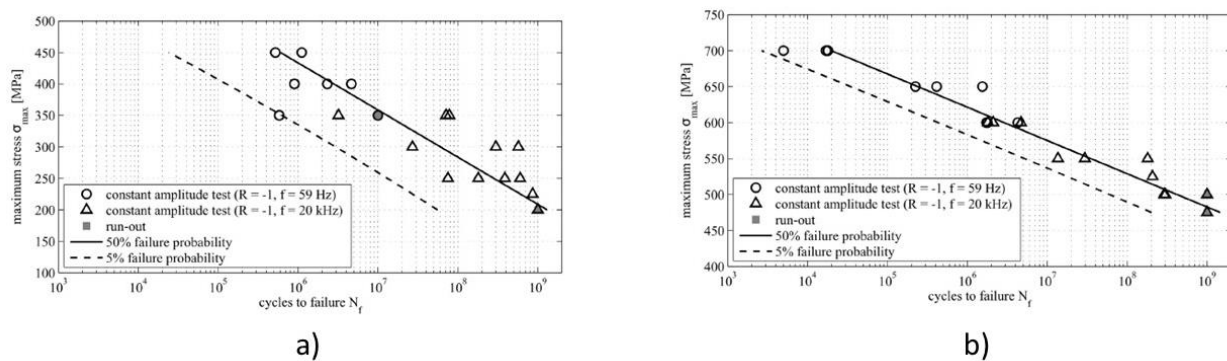 500
450
400
350
300
250
200
150
100
maximum stress σmax [MPa]
constant amplitude test (R = -1, f = 59 Hz)
constant amplitude test (R = -1, f = 20 kHz)
run-out
50% failure probability
5% failure probability
10³ 10⁴ 10⁵ 10⁶ 10⁷ 10⁸ 10⁹
cycles to failure Nf
a)
750
700
650
600
550
500
450
400
maximum stress σmax [MPa]
constant amplitude test (R = -1, f = 59 Hz)
constant amplitude test (R = -1, f = 20 kHz)
run-out
50% failure probability
5% failure probability
10³ 10⁴ 10⁵ 10⁶ 10⁷ 10⁸ 10⁹
cycles to failure Nf
b)